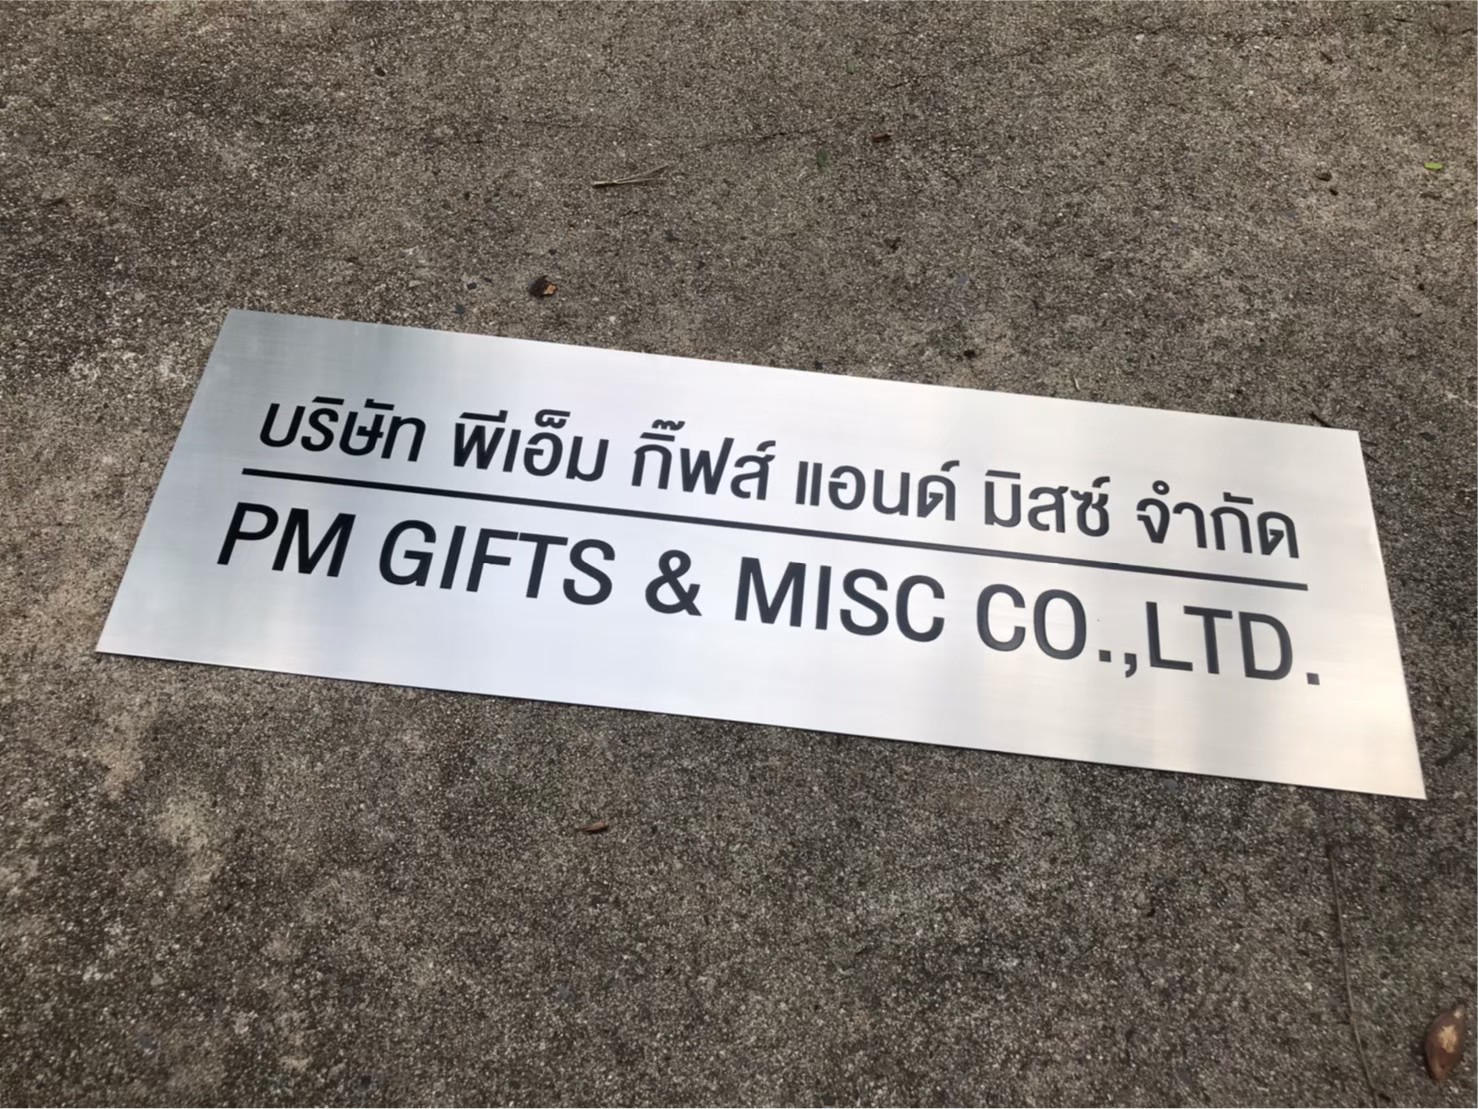 บริษัท พีเอ็ม กิ๊ฟส์ แอนด์ มิสซ์ จำกัด
PM GIFTS & MISC CO.,LTD.